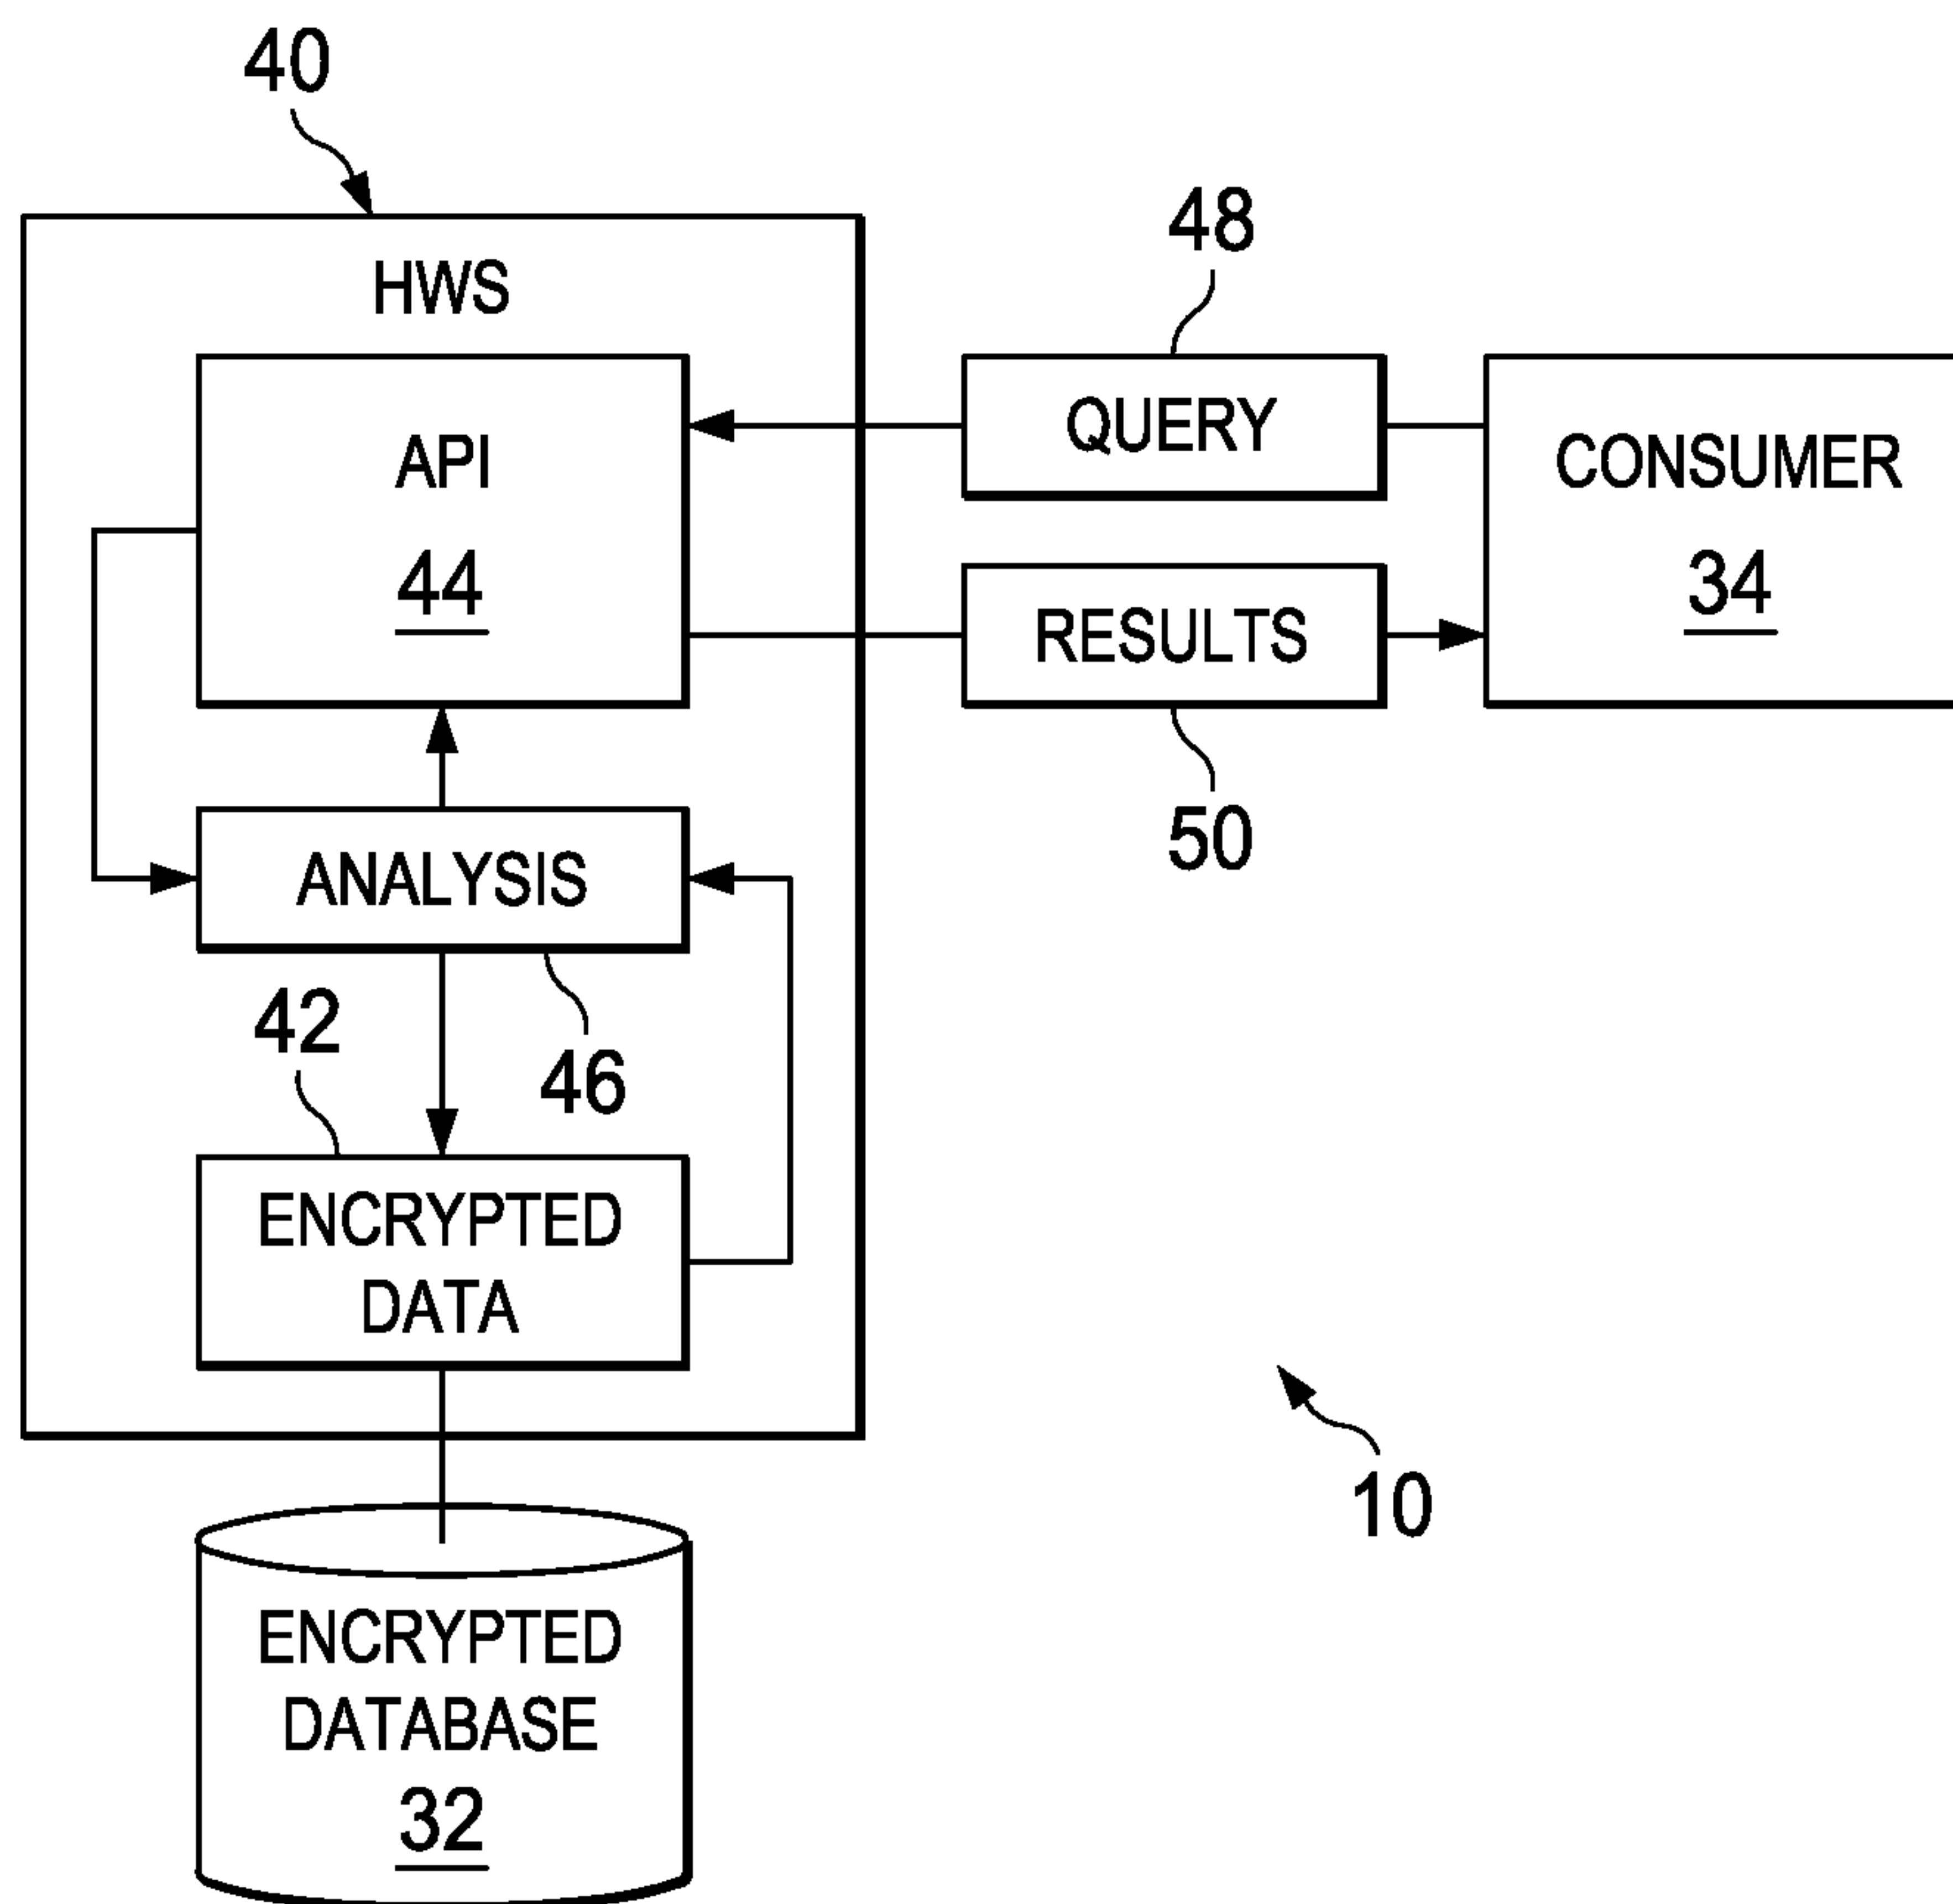 40
HWS
48
API
44
QUERY
CONSUMER
34
RESULTS
50
ANALYSIS
42
46
ENCRYPTED
DATA
10
ENCRYPTED
DATABASE
32